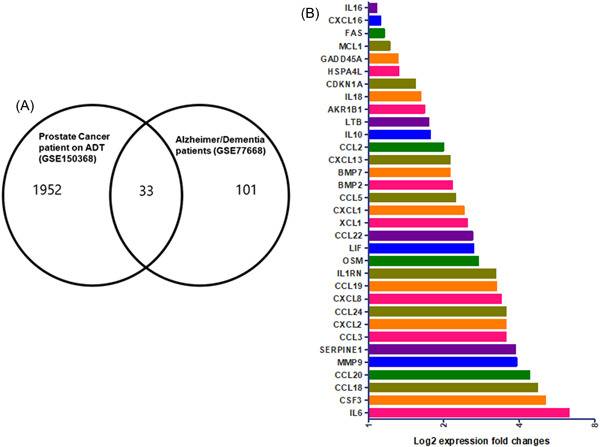 (A)
Prostate Cancer
patient on ADT
(GSE150368)
Alzheimer/Dementia
patients (GSE77668)
1952
33
101
(B)
IL16
CXCL16
FAS
MCL1
GADD45A
HSPA4L
CDKN1A
IL18
AKR1B1
LTB
IL10
CCL2
CXCL13
BMP7
BMP2
CCL5
CXCL1
XCL1
CCL22
LIF
OSM
IL1RN
CCL19
CXCL8
CCL24
CXCL2
CCL3
SERPINE1
MMP9
CCL20
CCL18
CSF3
IL6
1
2
4
8
Log2 expression fold changes